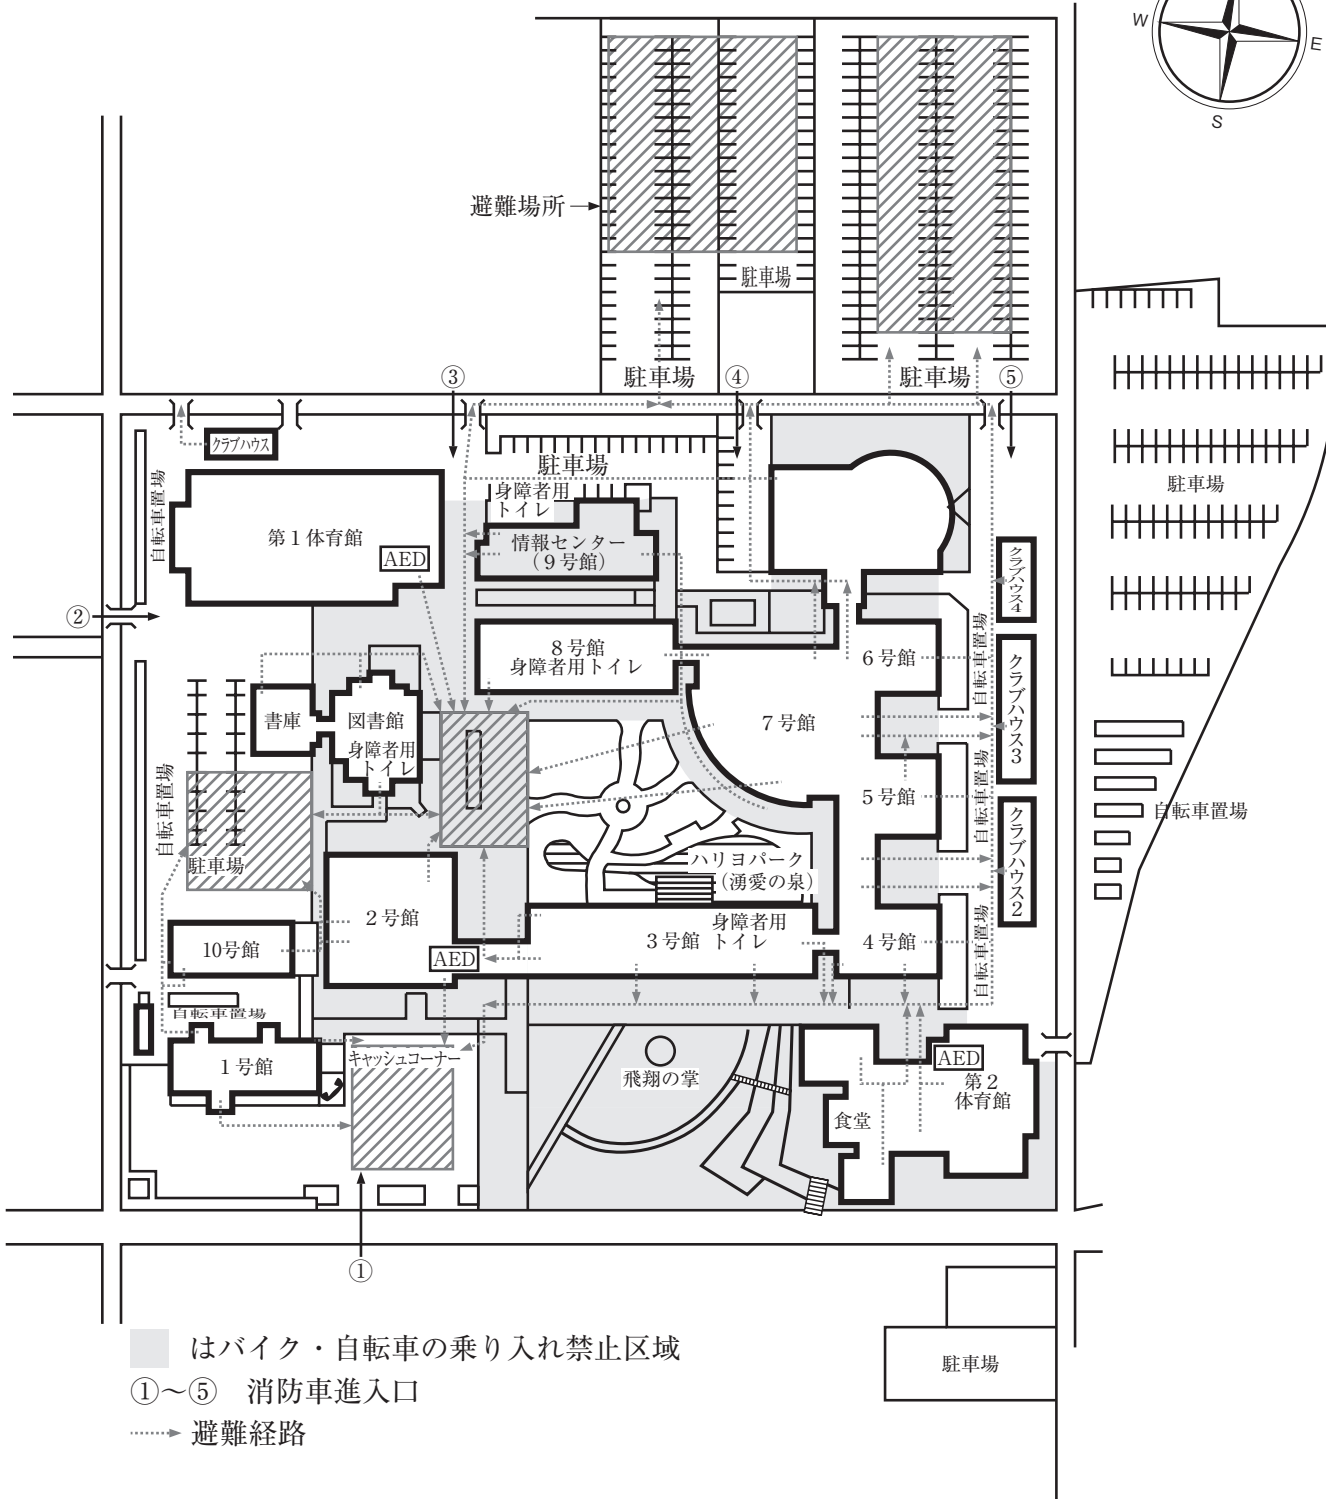 W
E
S
避難場所
駐車場
駐車場
駐車場
③
④
⑤
クラブハウス
駐車場
駐車場
自転車置場
身障者用
トイレ
第１体育館
AED
情報センター
（９号館）
クラブハウス４
②
８号館
身障者用トイレ
６号館
自転車置場
クラブハウス３
書庫
図書館
身障者用
トイレ
７号館
自転車置場
駐車場
５号館
自転車置場
自転車置場
クラブハウス２
ハリヨパーク
（湧愛の泉）
２号館
AED
10号館
３号館
身障者用
トイレ
４号館
自転車置場
自転車置場
１号館
キャッシュコーナー
飛翔の掌
AED
第２
体育館
食堂
①
はバイク・自転車の乗り入れ禁止区域
①～⑤　消防車進入口
避難経路
駐車場